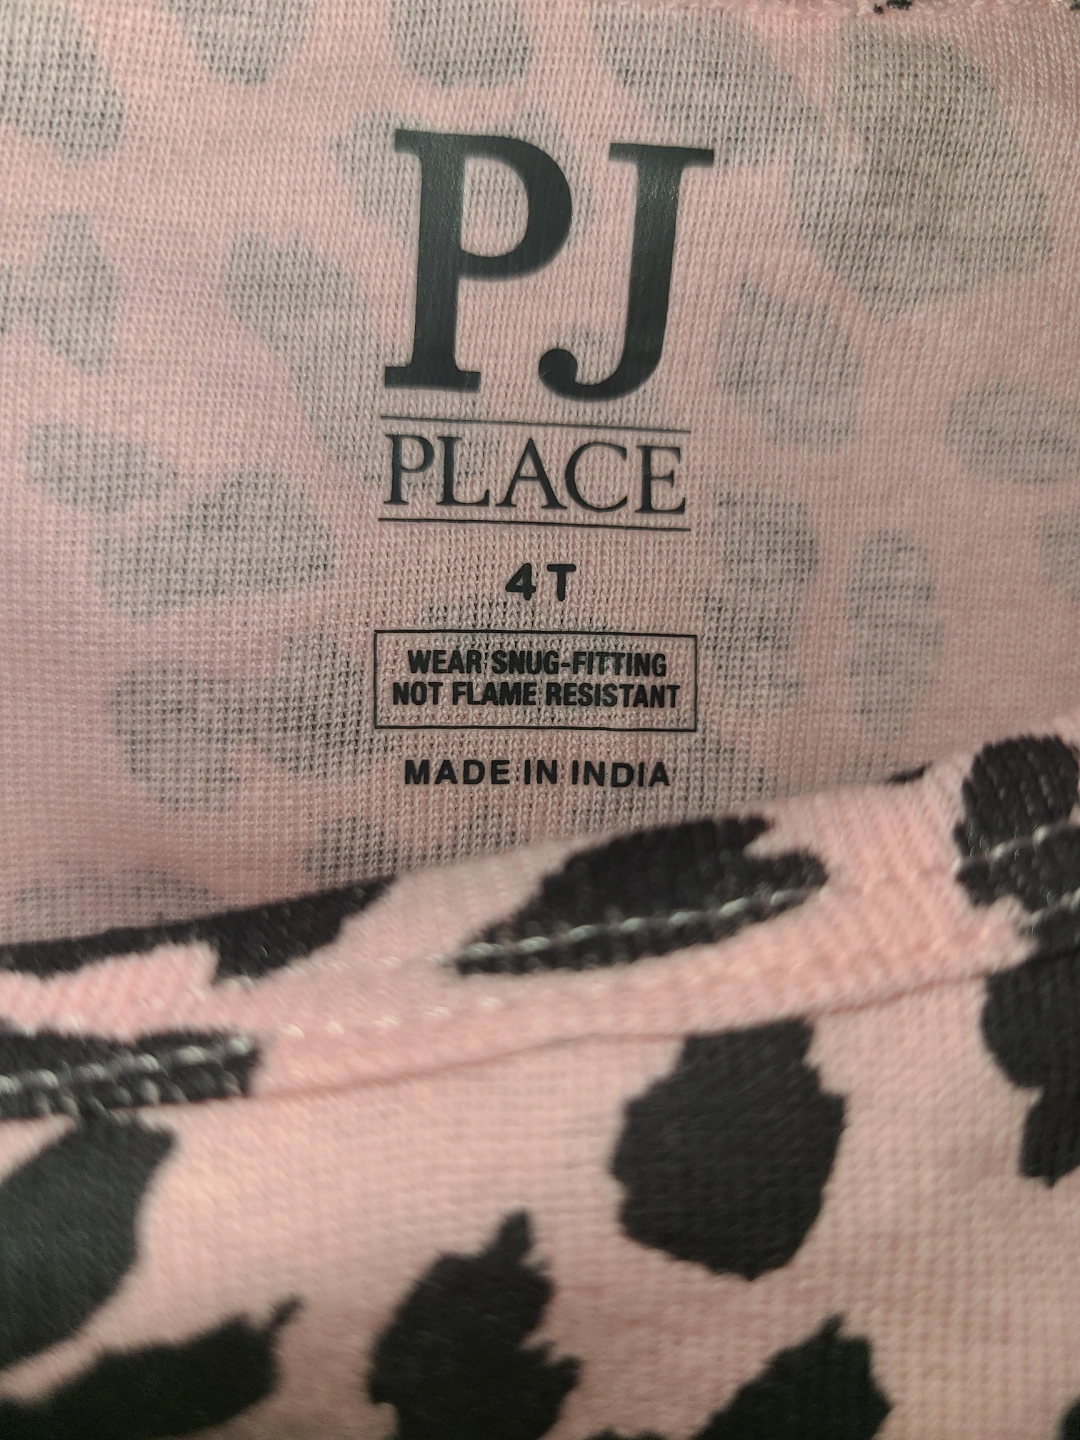 PJ
PLACE
4T
WEAR SNUG-FITTING
NOT FLAME RESISTANT
MADE IN INDIA